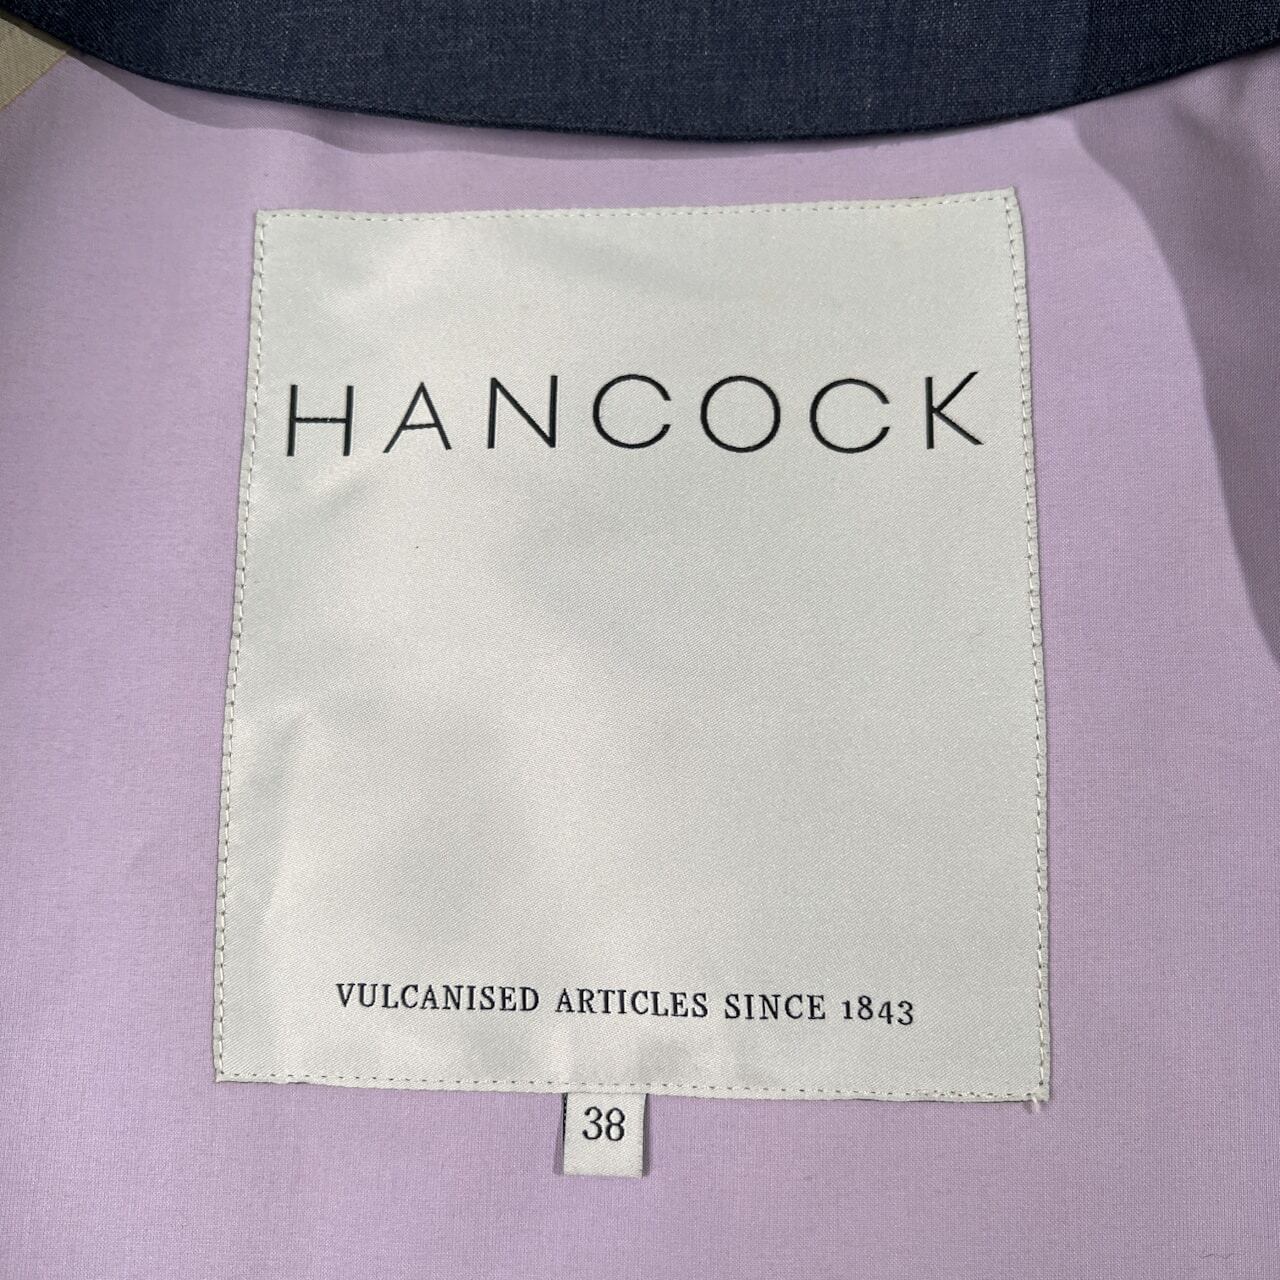 HANCOCK
VULCANISED ARTICLES SINCE 1843
38